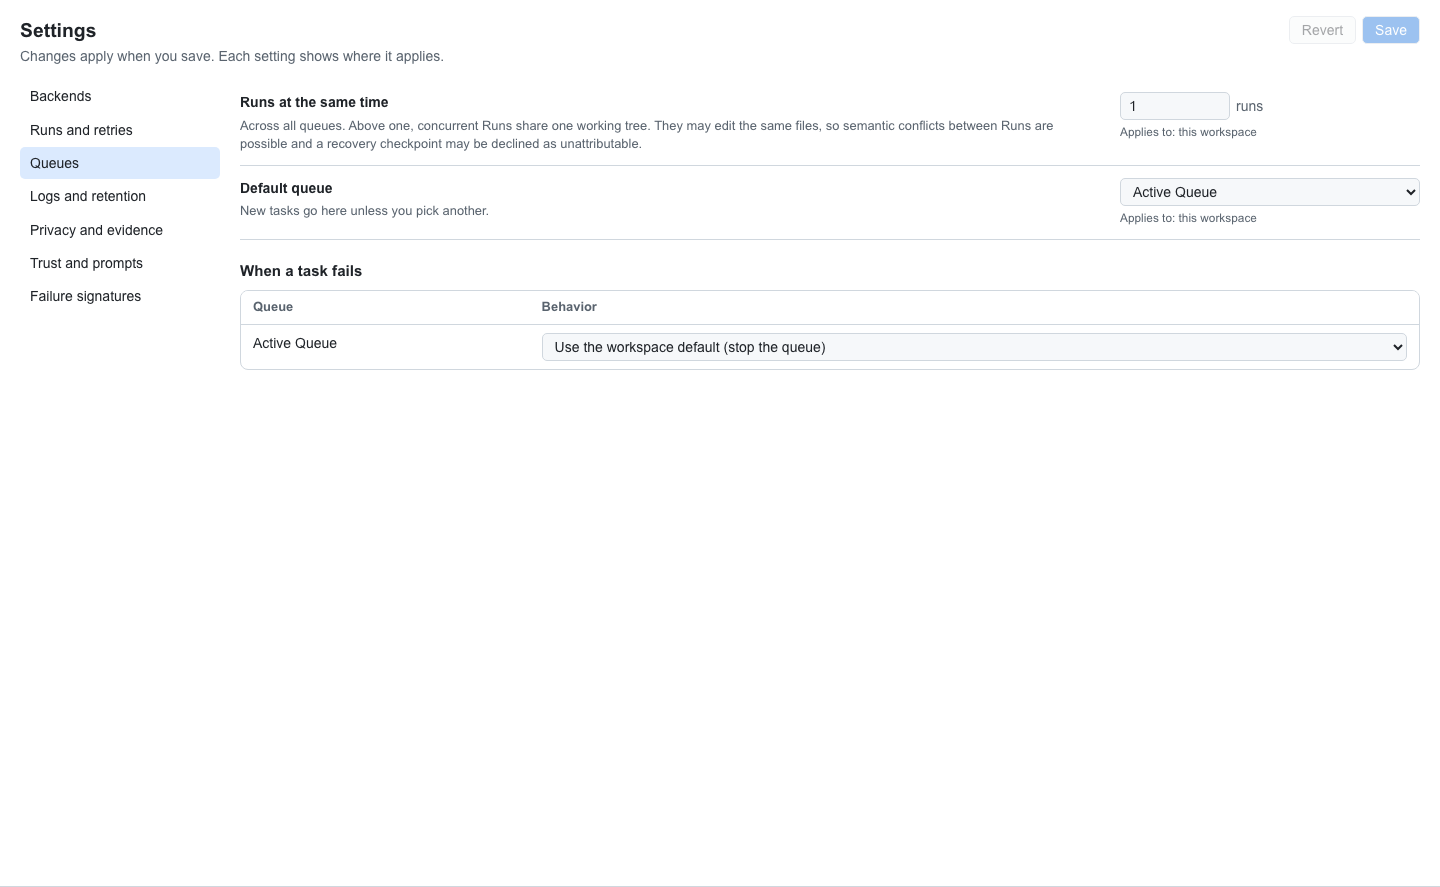 Settings
Changes apply when you save. Each setting shows where it applies.
Revert
Save
Backends
Runs and retries
Queues
Logs and retention
Privacy and evidence
Trust and prompts
Failure signatures
Runs at the same time
Across all queues. Above one, concurrent Runs share one working tree. They may edit the same files, so semantic conflicts between Runs are
possible and a recovery checkpoint may be declined as unattributable.
1 runs
Applies to: this workspace
Default queue
New tasks go here unless you pick another.
Active Queue
Applies to: this workspace
When a task fails
Queue Behavior
Active Queue Use the workspace default (stop the queue)